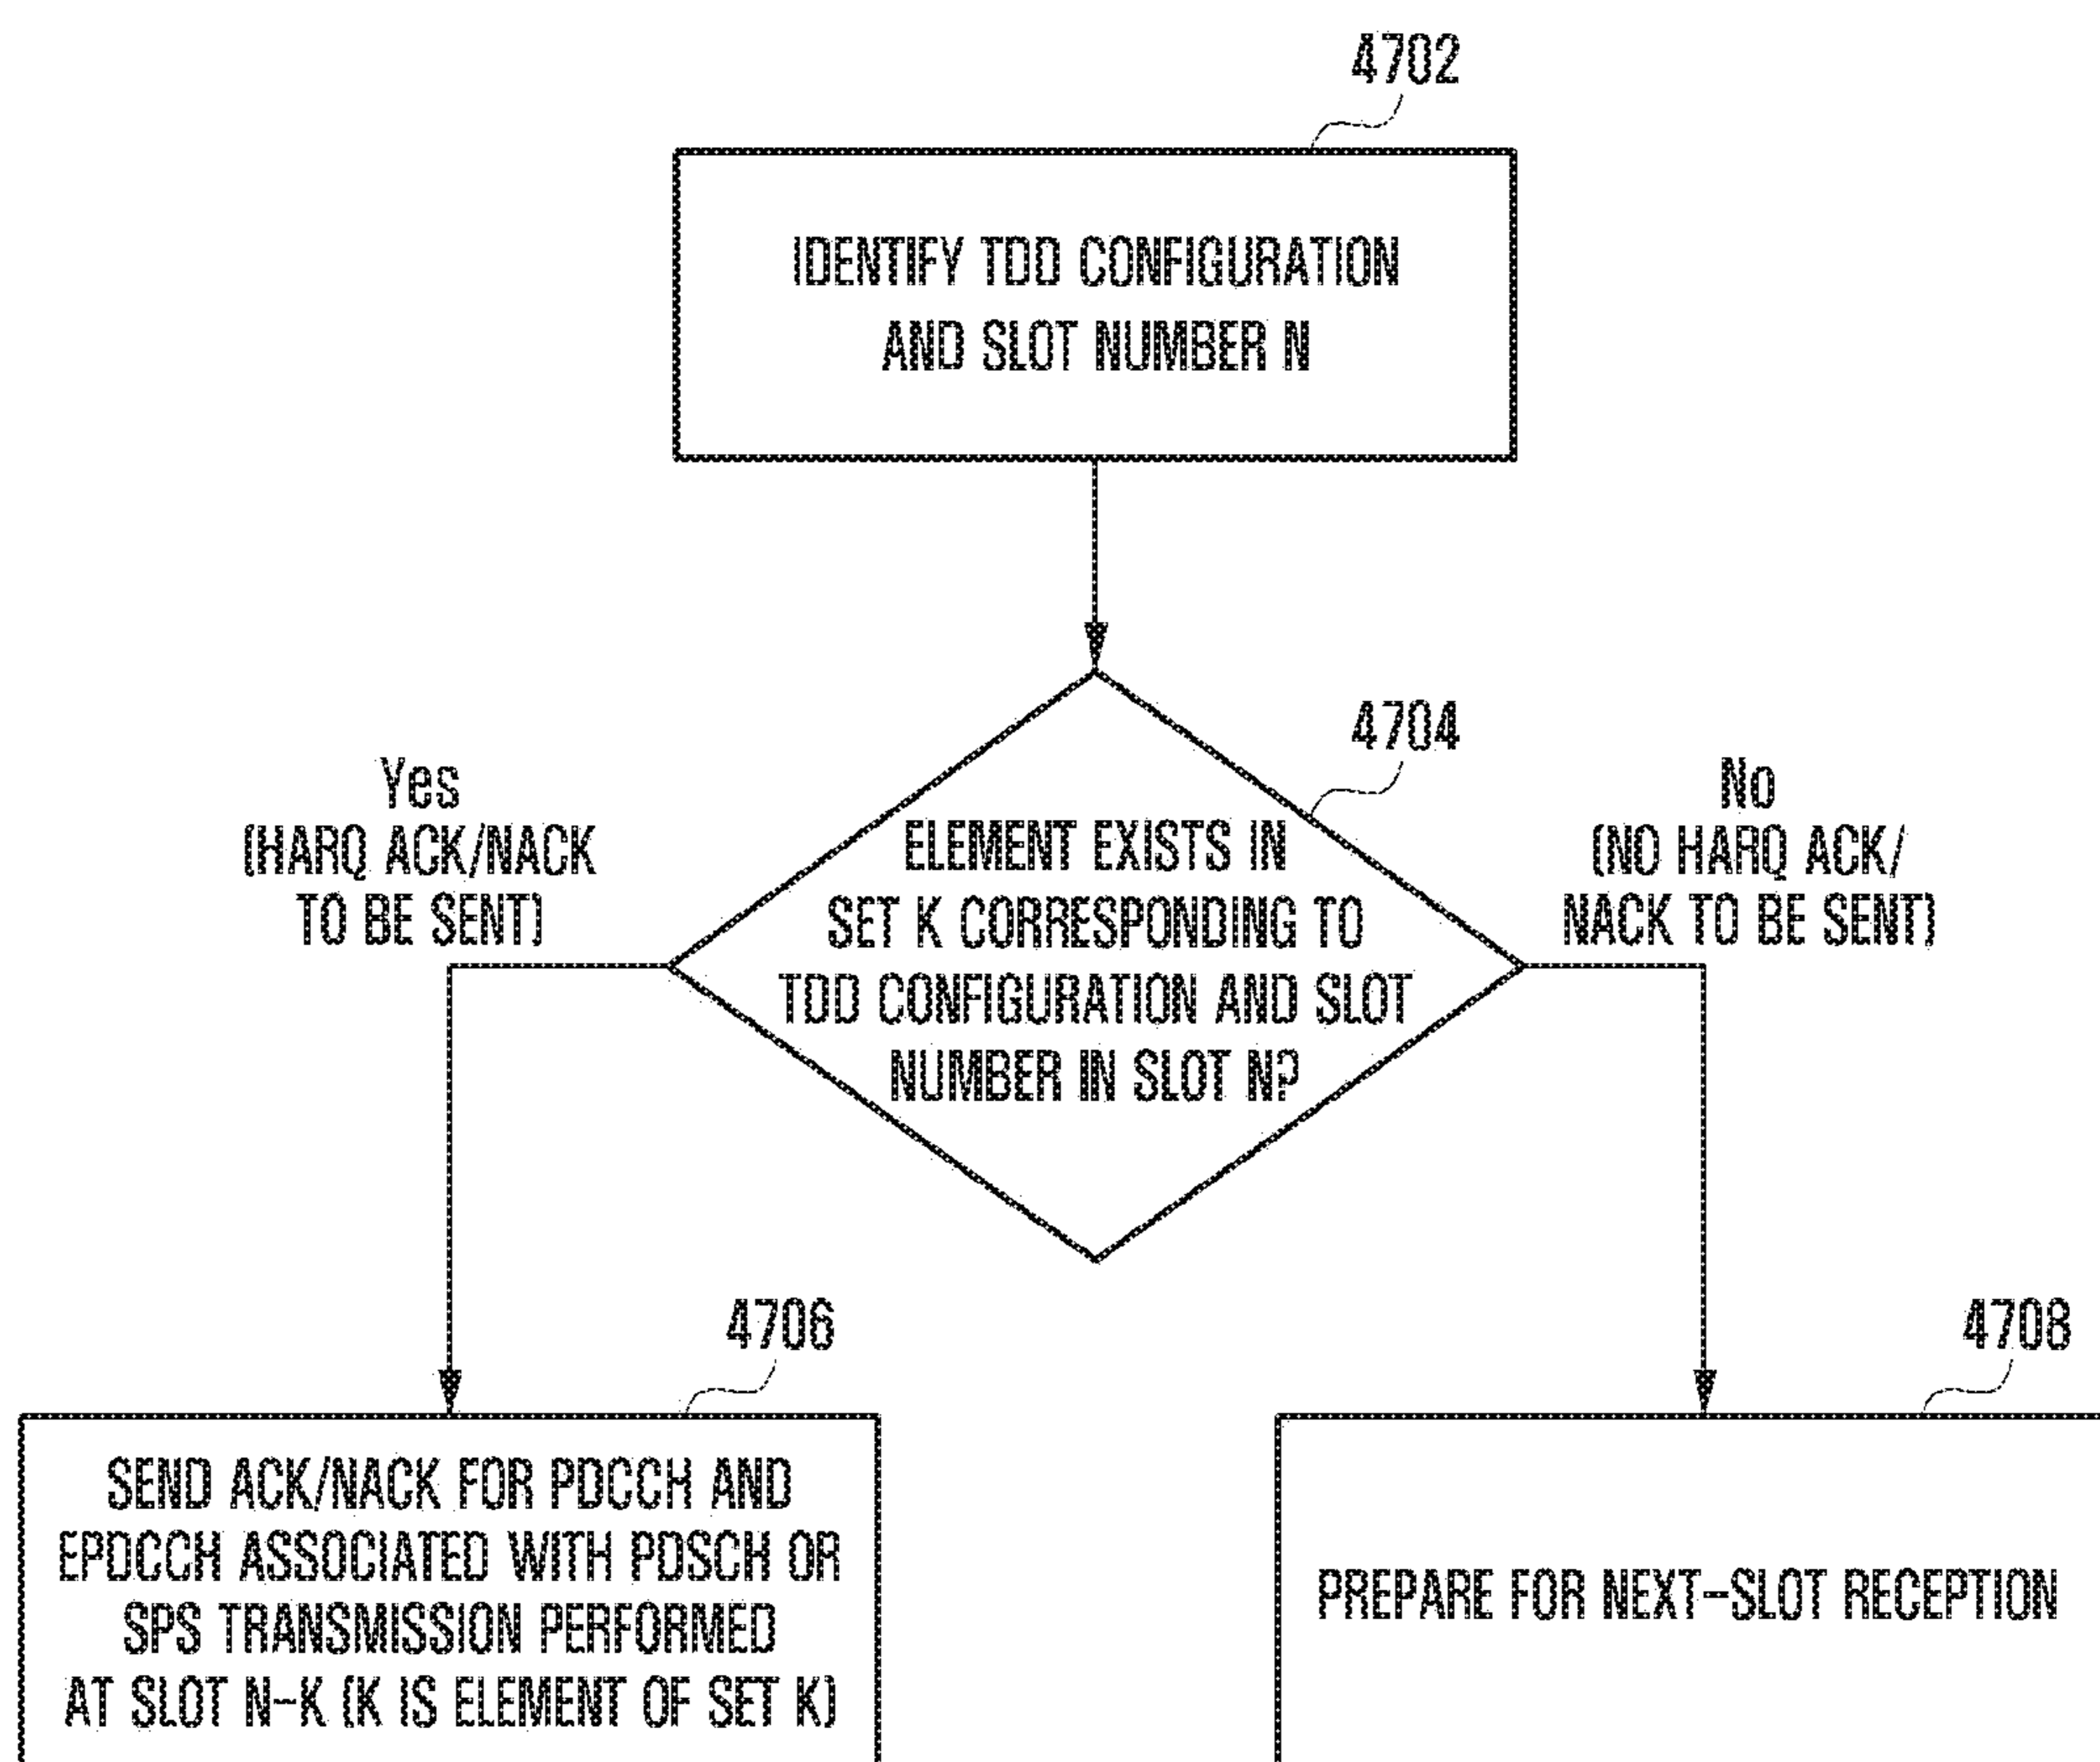 4702
IDENTIFY TDD CONFIGURATION
AND SLOT NUMBER N
4704
Yes
(HARQ ACK/NACK
TO BE SENT)
No
(NO HARQ ACK/
NACK TO BE SENT)
ELEMENT EXISTS IN
SET K CORRESPONDING TO
TDD CONFIGURATION AND SLOT
NUMBER IN SLOT N?
4706
SEND ACK/NACK FOR PDCCH AND
EPDCCH ASSOCIATED WITH PDSCH OR
SPS TRANSMISSION PERFORMED
AT SLOT N-K (K IS ELEMENT OF SET K)
4708
PREPARE FOR NEXT-SLOT RECEPTION